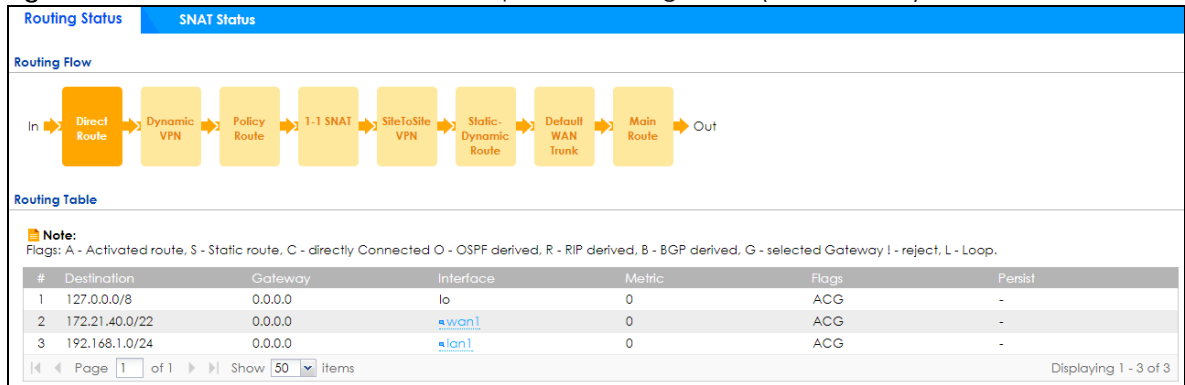 Routing Status SNAT Status
Routing Flow
In Direct Route Dynamic VPN Policy Route 1-1 SNAT SiteToSite VPN Static-Dynamic Route Default WAN Trunk Main Route Out
Routing Table
Note:
Flags: A - Activated route, S - Static route, C - directly Connected O - OSPF derived, R - RIP derived, B - BGP derived, G - selected Gateway ! - reject, L - Loop.
# Destination Gateway Interface Metric Flags Persist
1 127.0.0.0/8 0.0.0.0 lo 0 ACG -
2 172.21.40.0/22 0.0.0.0 wan1 0 ACG -
3 192.168.1.0/24 0.0.0.0 lan1 0 ACG -
Page 1 of 1 Show 50 items Displaying 1 - 3 of 3